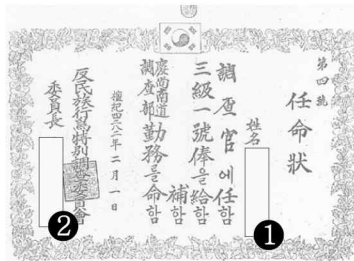 第四號
任命狀
姓名
❶
調査官에任함
三級一號俸을給함
補함
慶尙南道
調査部 勤務를命함
檀紀四二八二年二月一日
反民族行爲特別調査委員會
委員長
❷